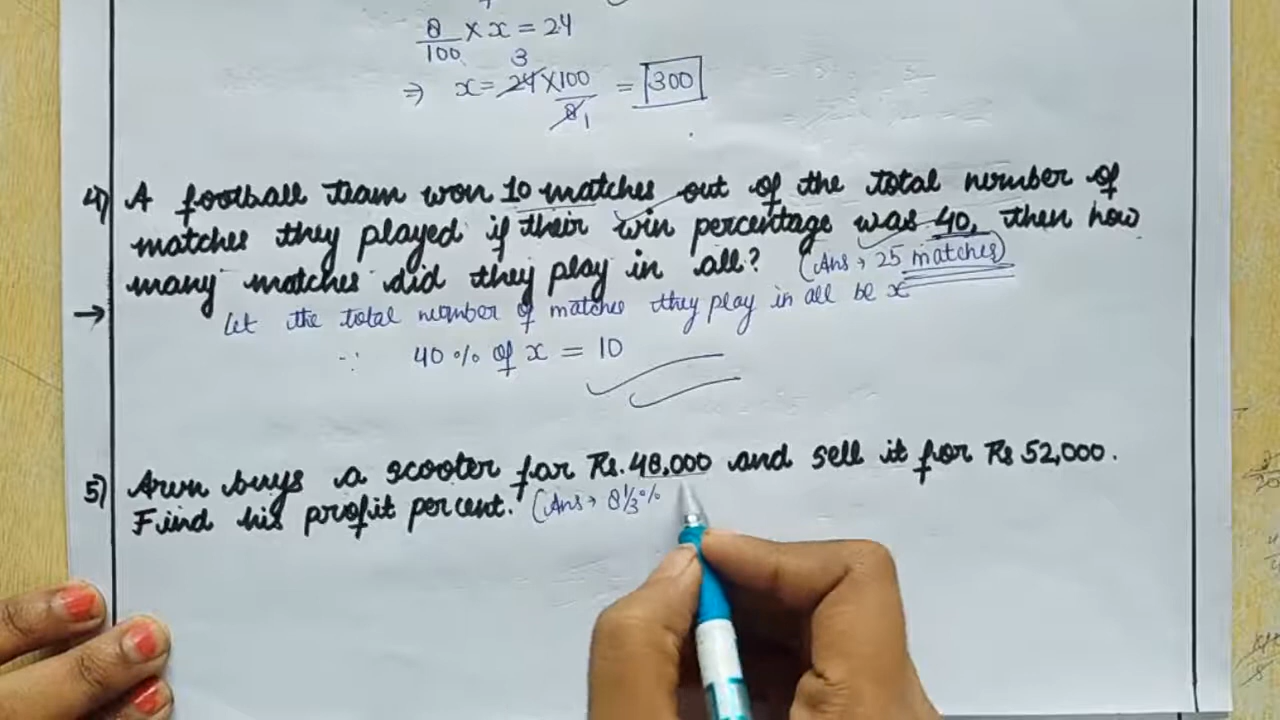 8/100 × x = 24
⇒ x = 24×100/8 = 300
3
1
4) A football team won 10 matches out of the total number of
matches they played if their win percentage was 40, then how
many matches did they play in all? (Ans → 25 matches)
→ Let the total number of matches they play in all be x
∵ 40% of x = 10
5) Arun buys a scooter for Rs. 48,000 and sell it for Rs 52,000.
Find his profit percent. (Ans → 8 1/3 %